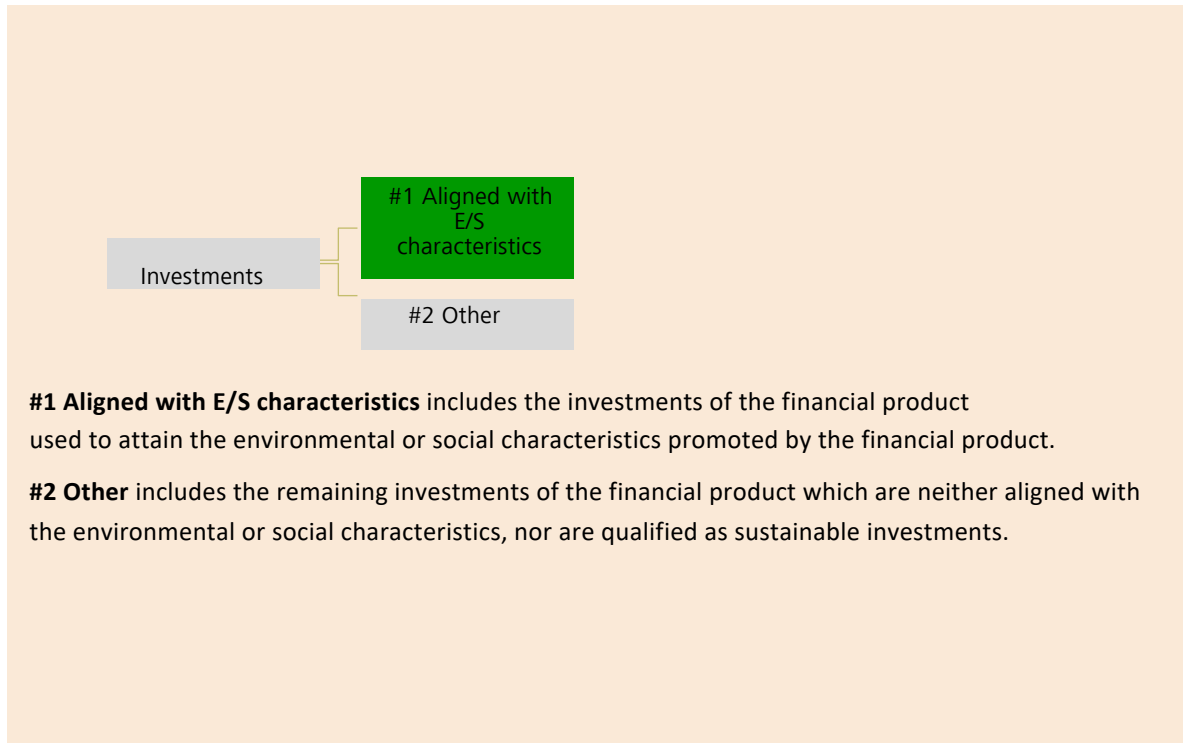 #1 Aligned with
E/S
characteristics
Investments
#2 Other
#1 Aligned with E/S characteristics includes the investments of the financial product
used to attain the environmental or social characteristics promoted by the financial product.
#2 Other includes the remaining investments of the financial product which are neither aligned with
the environmental or social characteristics, nor are qualified as sustainable investments.